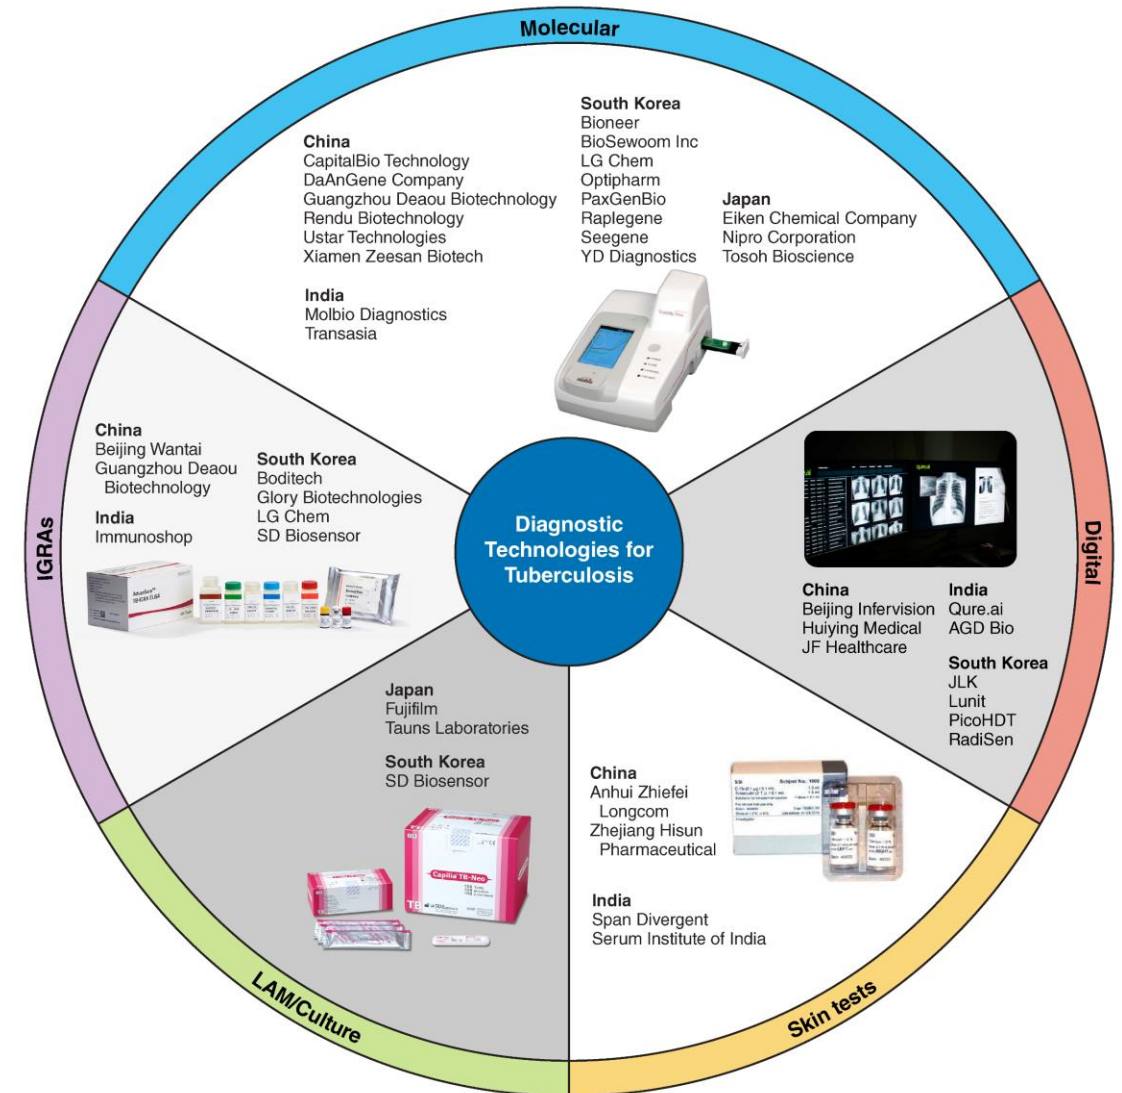 Molecular
China
CapitalBio Technology
DaAnGene Company
Guangzhou Deaou Biotechnology
Rendu Biotechnology
Ustar Technologies
Xiamen Zeesan Biotech
India
Molbio Diagnostics
Transasia
South Korea
Bioneer
BioSewoom Inc
LG Chem
Optipharm
PaxGenBio
Raplegene
Seegene
YD Diagnostics
Japan
Eiken Chemical Company
Nipro Corporation
Tosoh Bioscience
Digital
China
Beijing Infervision
Huiying Medical
JF Healthcare
India
Qure.ai
AGD Bio
South Korea
JLK
Lunit
PicoHDT
RadiSen
Skin tests
China
Anhui Zhiefei
Longcom
Zhejiang Hisun
Pharmaceutical
India
Span Divergent
Serum Institute of India
LAM/Culture
Japan
Fujifilm
Tauns Laboratories
South Korea
SD Biosensor
Capilia TB-Neo
TB
IGRAs
China
Beijing Wantai
Guangzhou Deaou
Biotechnology
India
Immunoshop
South Korea
Boditech
Glory Biotechnologies
LG Chem
SD Biosensor
Diagnostic
Technologies for
Tuberculosis